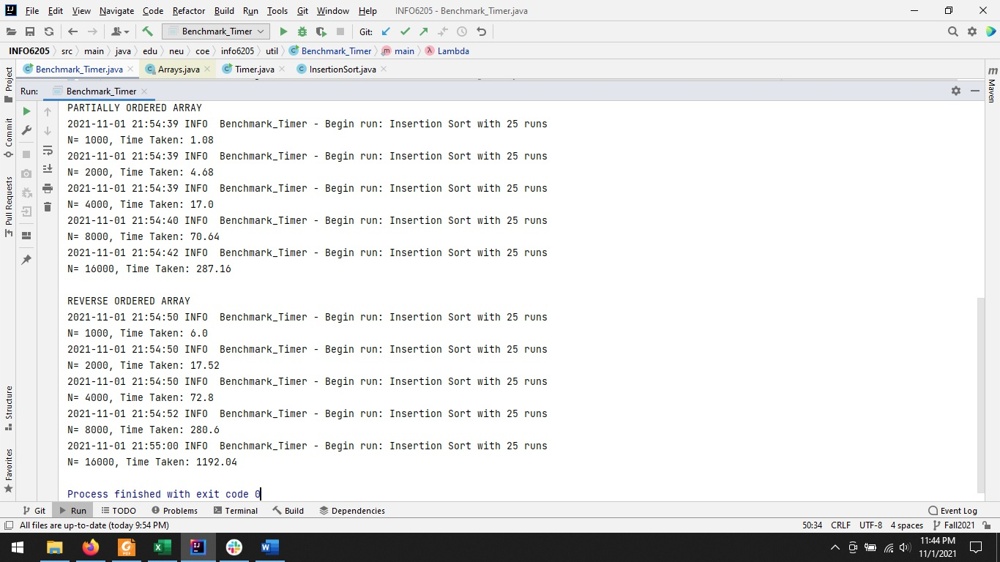 File Edit View Navigate Code Refactor Build Run Tools Git Window Help INFO6205 - Benchmark_Timer.java
Benchmark_Timer Git:
INFO6205 src main java edu neu coe info6205 util Benchmark_Timer main Lambda
Benchmark_Timer.java Arrays.java Timer.java InsertionSort.java
Run: Benchmark_Timer
PARTIALLY ORDERED ARRAY
2021-11-01 21:54:39 INFO  Benchmark_Timer - Begin run: Insertion Sort with 25 runs
N= 1000, Time Taken: 1.08
2021-11-01 21:54:39 INFO  Benchmark_Timer - Begin run: Insertion Sort with 25 runs
N= 2000, Time Taken: 4.68
2021-11-01 21:54:39 INFO  Benchmark_Timer - Begin run: Insertion Sort with 25 runs
N= 4000, Time Taken: 17.0
2021-11-01 21:54:40 INFO  Benchmark_Timer - Begin run: Insertion Sort with 25 runs
N= 8000, Time Taken: 70.64
2021-11-01 21:54:42 INFO  Benchmark_Timer - Begin run: Insertion Sort with 25 runs
N= 16000, Time Taken: 287.16
REVERSE ORDERED ARRAY
2021-11-01 21:54:50 INFO  Benchmark_Timer - Begin run: Insertion Sort with 25 runs
N= 1000, Time Taken: 6.0
2021-11-01 21:54:50 INFO  Benchmark_Timer - Begin run: Insertion Sort with 25 runs
N= 2000, Time Taken: 17.52
2021-11-01 21:54:50 INFO  Benchmark_Timer - Begin run: Insertion Sort with 25 runs
N= 4000, Time Taken: 72.8
2021-11-01 21:54:52 INFO  Benchmark_Timer - Begin run: Insertion Sort with 25 runs
N= 8000, Time Taken: 280.6
2021-11-01 21:55:00 INFO  Benchmark_Timer - Begin run: Insertion Sort with 25 runs
N= 16000, Time Taken: 1192.04
Process finished with exit code 0
Project
Commit
Pull Requests
Structure
Favorites
Maven
Git Run TODO Problems Terminal Build Dependencies Event Log
All files are up-to-date (today 9:54 PM) 50:34 CRLF UTF-8 4 spaces Fall2021
11:44 PM
11/1/2021